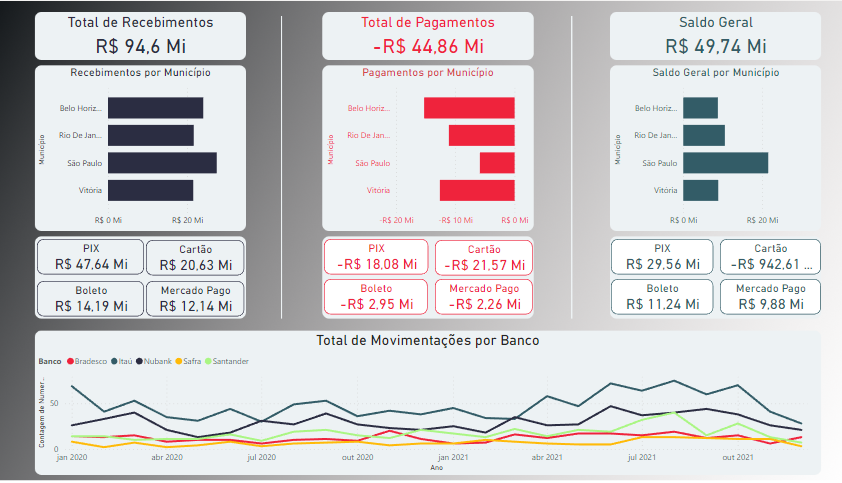 Total de Recebimentos
R$ 94,6 Mi
Recebimentos por Município
Município
Belo Horiz...
Rio De Jan...
São Paulo
Vitória
R$ 0 Mi
R$ 20 Mi
PIX
R$ 47,64 Mi
Cartão
R$ 20,63 Mi
Boleto
R$ 14,19 Mi
Mercado Pago
R$ 12,14 Mi
Total de Pagamentos
-R$ 44,86 Mi
Pagamentos por Município
Município
Belo Horiz...
Rio De Jan...
São Paulo
Vitória
-R$ 20 Mi
-R$ 10 Mi
R$ 0 Mi
PIX
-R$ 18,08 Mi
Cartão
-R$ 21,57 Mi
Boleto
-R$ 2,95 Mi
Mercado Pago
-R$ 2,26 Mi
Saldo Geral
R$ 49,74 Mi
Saldo Geral por Município
Município
Belo Horiz...
Rio De Jan...
São Paulo
Vitória
R$ 0 Mi
R$ 20 Mi
PIX
R$ 29,56 Mi
Cartão
-R$ 942,61 ...
Boleto
R$ 11,24 Mi
Mercado Pago
R$ 9,88 Mi
Total de Movimentações por Banco
Banco Bradesco Itaú Nubank Safra Santander
Contagem de Numer...
50
0
jan 2020
abr 2020
jul 2020
out 2020
jan 2021
abr 2021
jul 2021
out 2021
Ano